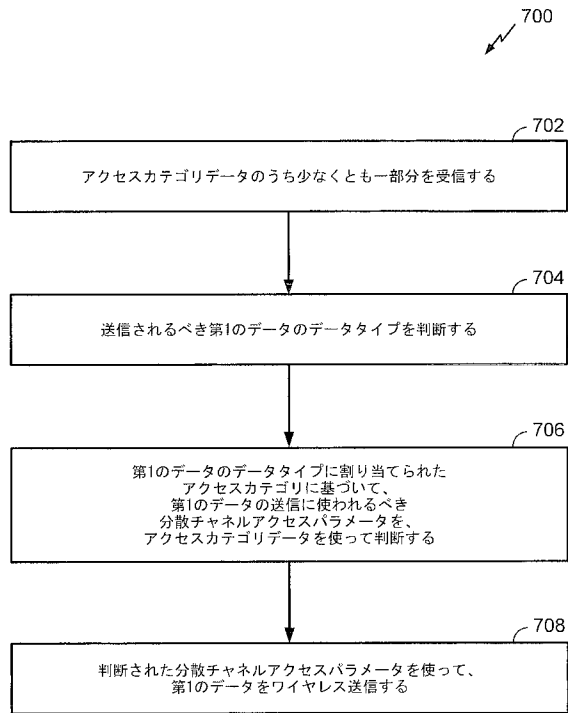 700
702
アクセスカテゴリデータのうち少なくとも一部分を受信する
704
送信されるべき第1のデータのデータタイプを判断する
706
第1のデータのデータタイプに割り当てられた
アクセスカテゴリに基づいて、
第1のデータの送信に使われるべき
分散チャネルアクセスパラメータを、
アクセスカテゴリデータを使って判断する
708
判断された分散チャネルアクセスパラメータを使って、
第1のデータをワイヤレス送信する